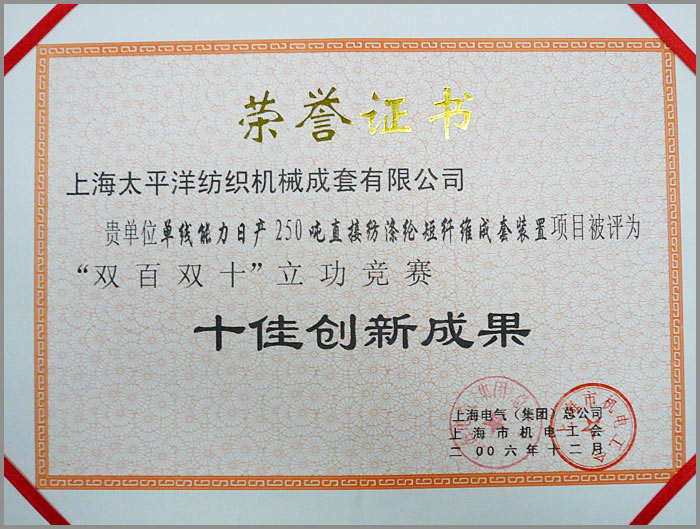 荣誉证书
上海太平洋纺织机械成套有限公司
贵单位单线能力日产250吨直接纺涤纶短纤维成套装置项目被评为
“双百双十”立功竞赛
十佳创新成果
上海电气（集团）总公司
上海市机电工会
二00六年十二月